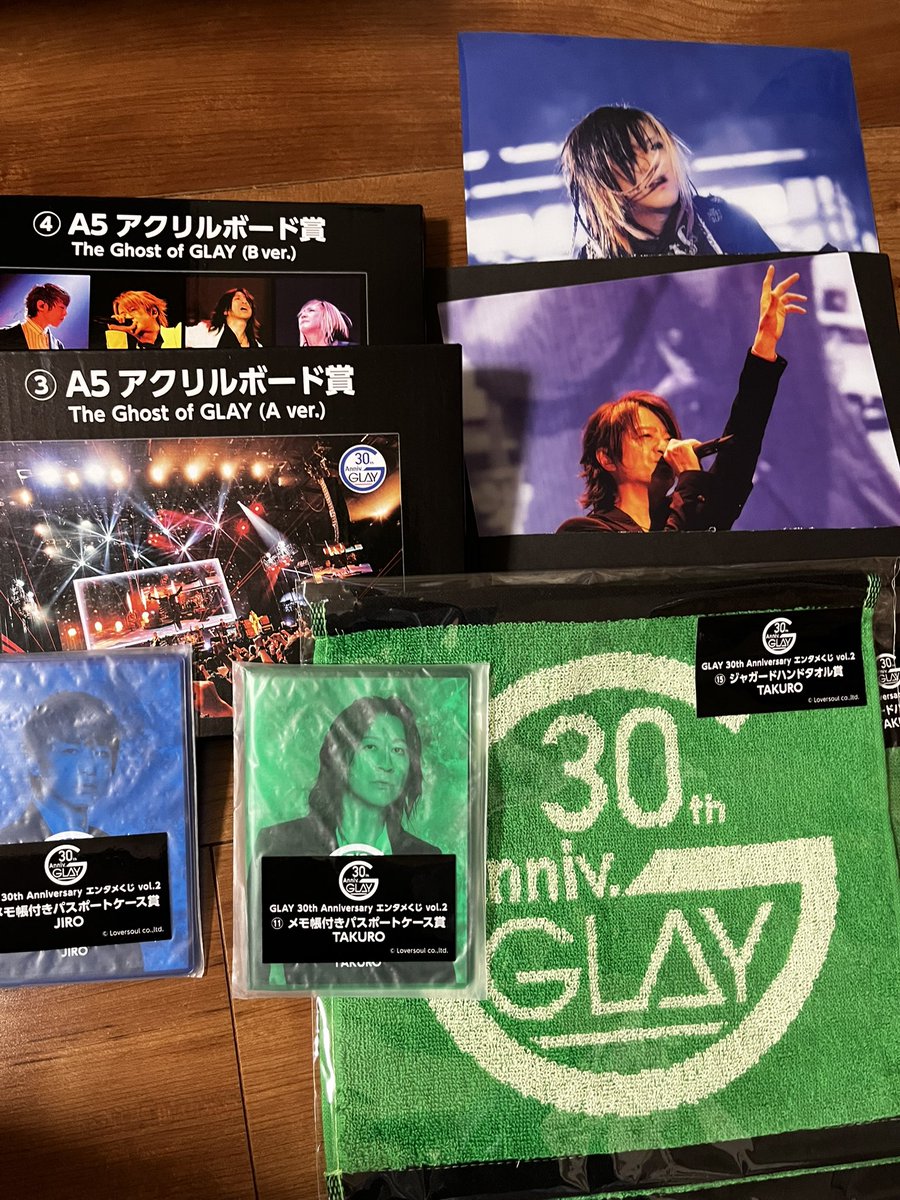 ④ A5 アクリルボード賞
The Ghost of GLAY (B ver.)
③ A5 アクリルボード賞
The Ghost of GLAY (A ver.)
30th
Anniv.
GLAY
30th
Anniv.
GLAY
GLAY 30th Anniversary エンタメくじ vol.2
⑮ ジャガードハンドタオル賞
TAKURO
© Loversoul co.,ltd.
30th
Anniv.
GLAY
30th
Anniv.
GLAY
30th Anniversary エンタメくじ vol.2
メモ帳付きパスポートケース賞
JIRO
© Loversoul co.,ltd.
JIRO
30th
Anniv.
GLAY
GLAY 30th Anniversary エンタメくじ vol.2
⑪ メモ帳付きパスポートケース賞
TAKURO
© Loversoul co.,ltd.
TAKURO